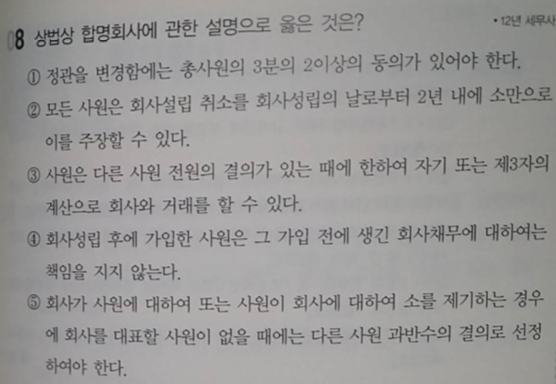 08 상법상 합명회사에 관한 설명으로 옳은 것은? • 12년 세무사
① 정관을 변경함에는 총사원의 3분의 2이상의 동의가 있어야 한다.
② 모든 사원은 회사설립 취소를 회사성립의 날로부터 2년 내에 소만으로
이를 주장할 수 있다.
③ 사원은 다른 사원 전원의 결의가 있는 때에 한하여 자기 또는 제3자의
계산으로 회사와 거래를 할 수 있다.
④ 회사성립 후에 가입한 사원은 그 가입 전에 생긴 회사채무에 대하여는
책임을 지지 않는다.
⑤ 회사가 사원에 대하여 또는 사원이 회사에 대하여 소를 제기하는 경우
에 회사를 대표할 사원이 없을 때에는 다른 사원 과반수의 결의로 선정
하여야 한다.